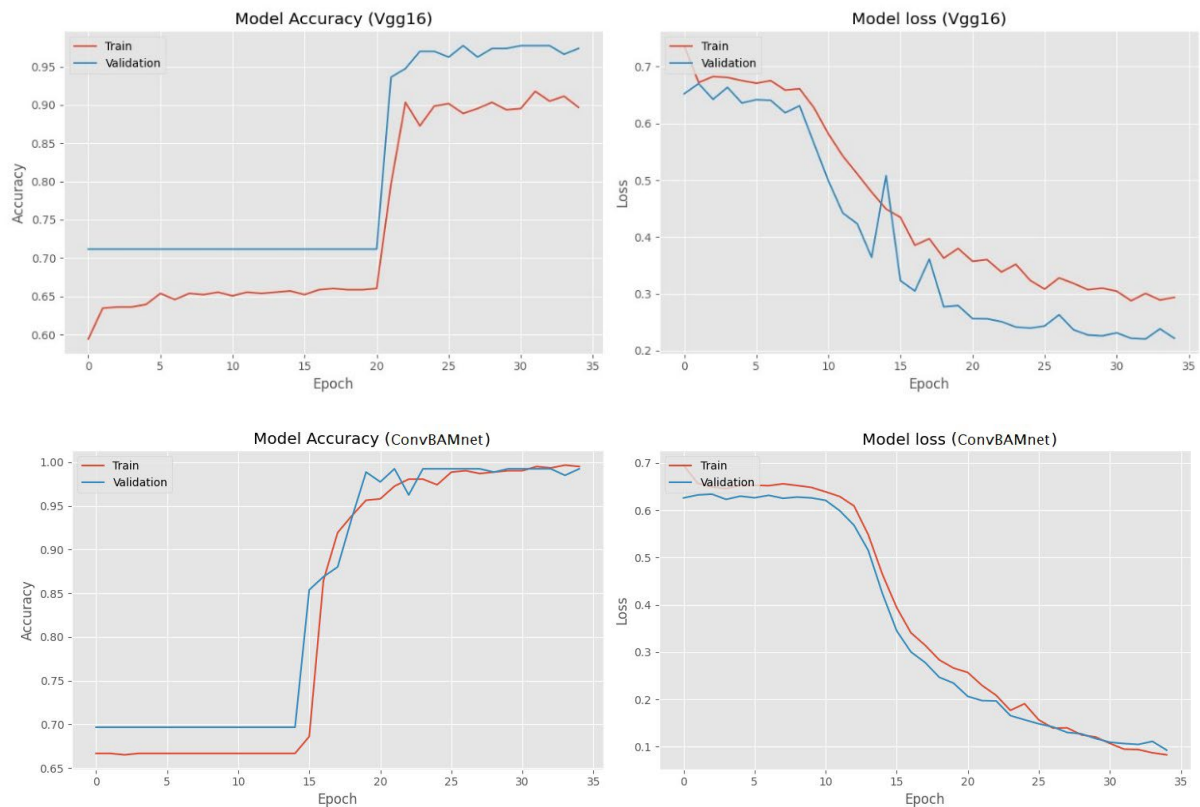 Model Accuracy (Vgg16)
Train
Validation
Accuracy
0.95
0.90
0.85
0.80
0.75
0.70
0.65
0.60
0 5 10 15 20 25 30 35
Epoch
Model loss (Vgg16)
Train
Validation
Loss
0.7
0.6
0.5
0.4
0.3
0.2
0 5 10 15 20 25 30 35
Epoch
Model Accuracy (ConvBAMnet)
Train
Validation
Accuracy
1.00
0.95
0.90
0.85
0.80
0.75
0.70
0.65
0 5 10 15 20 25 30 35
Epoch
Model loss (ConvBAMnet)
Train
Validation
Loss
0.7
0.6
0.5
0.4
0.3
0.2
0.1
0 5 10 15 20 25 30 35
Epoch